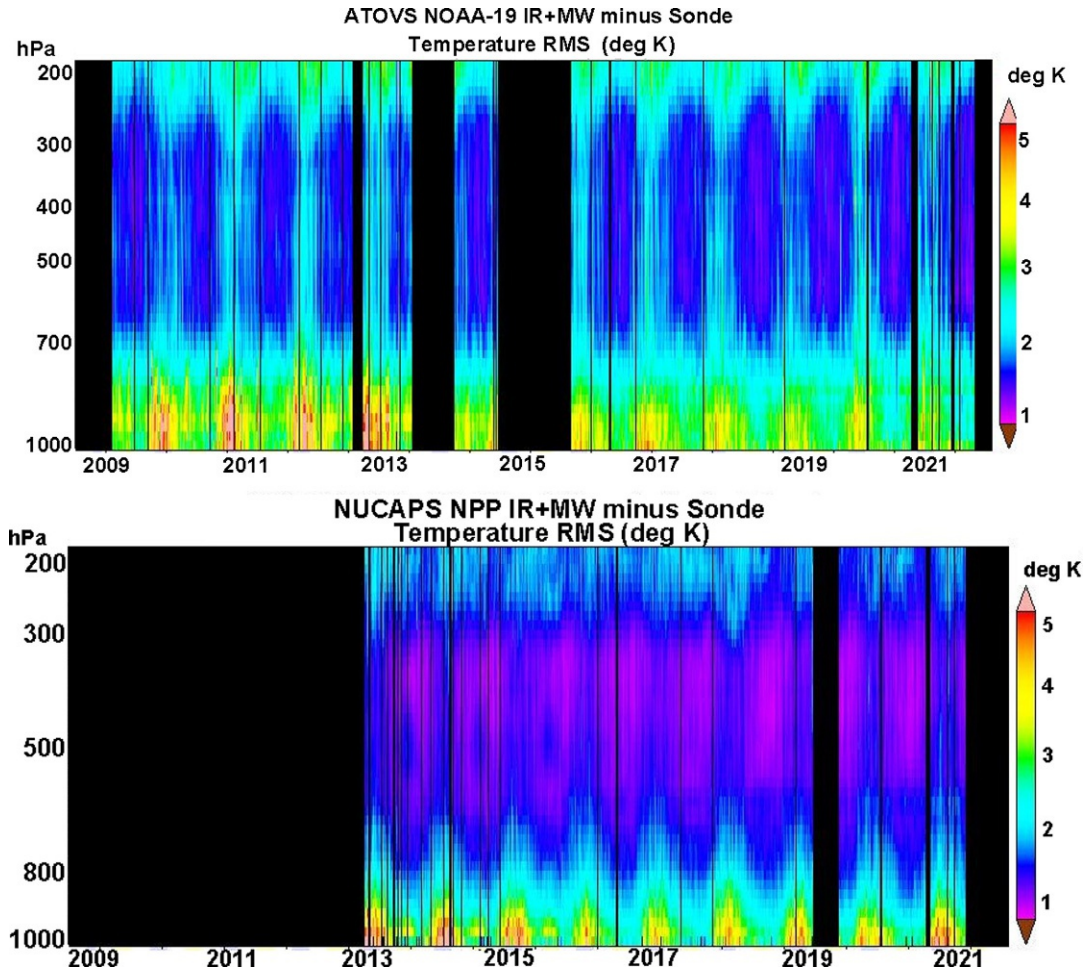 ATOVS NOAA-19 IR+MW minus Sonde
Temperature RMS (deg K)
hPa
deg K
200
300
400
500
700
1000
5
4
3
2
1
2009 2011 2013 2015 2017 2019 2021
NUCAPS NPP IR+MW minus Sonde
Temperature RMS (deg K)
hPa
deg K
200
300
500
800
1000
5
4
3
2
1
2009 2011 2013 2015 2017 2019 2021